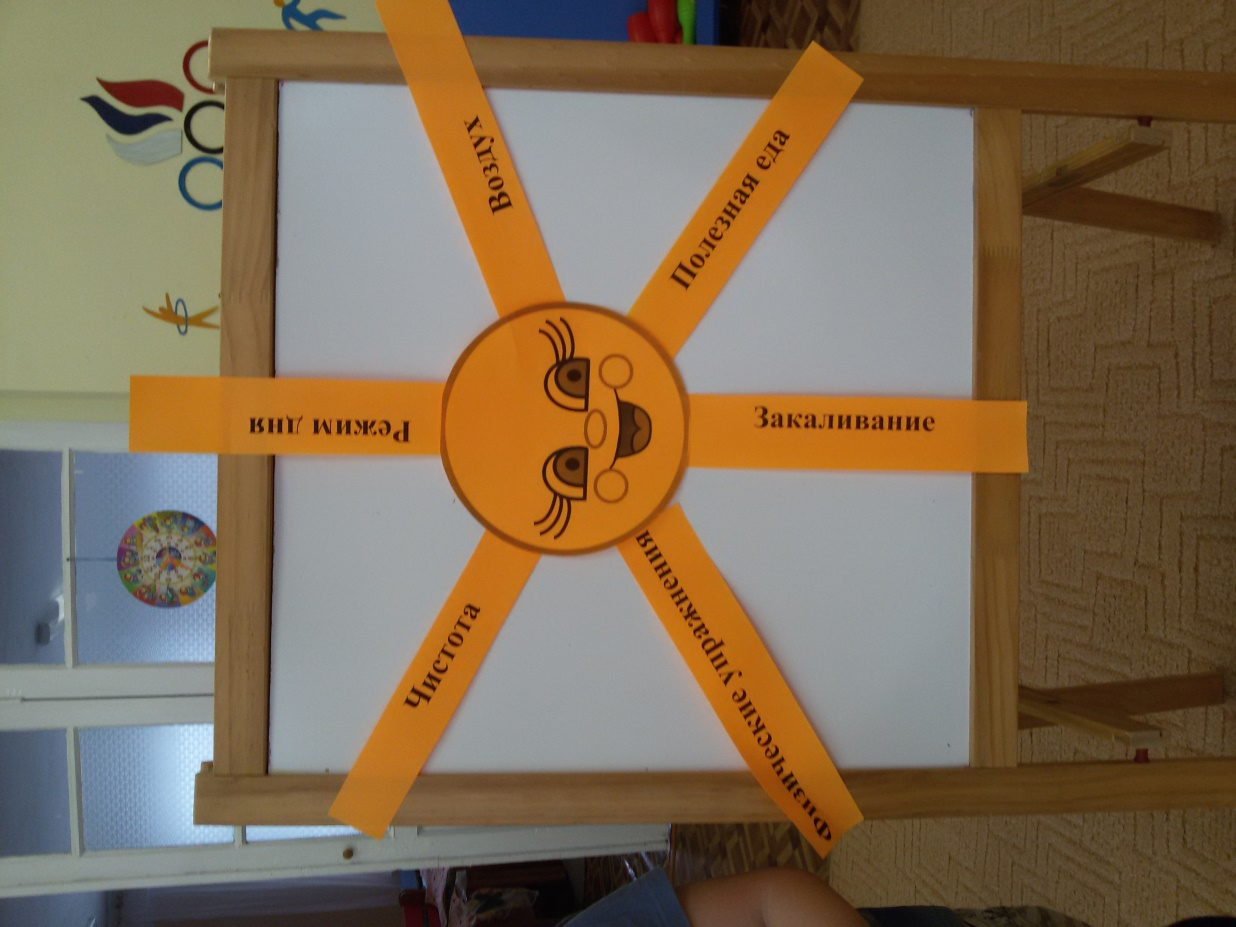 Режим дня
Воздух
Полезная еда
Закаливание
Физические упражнения
Чистота